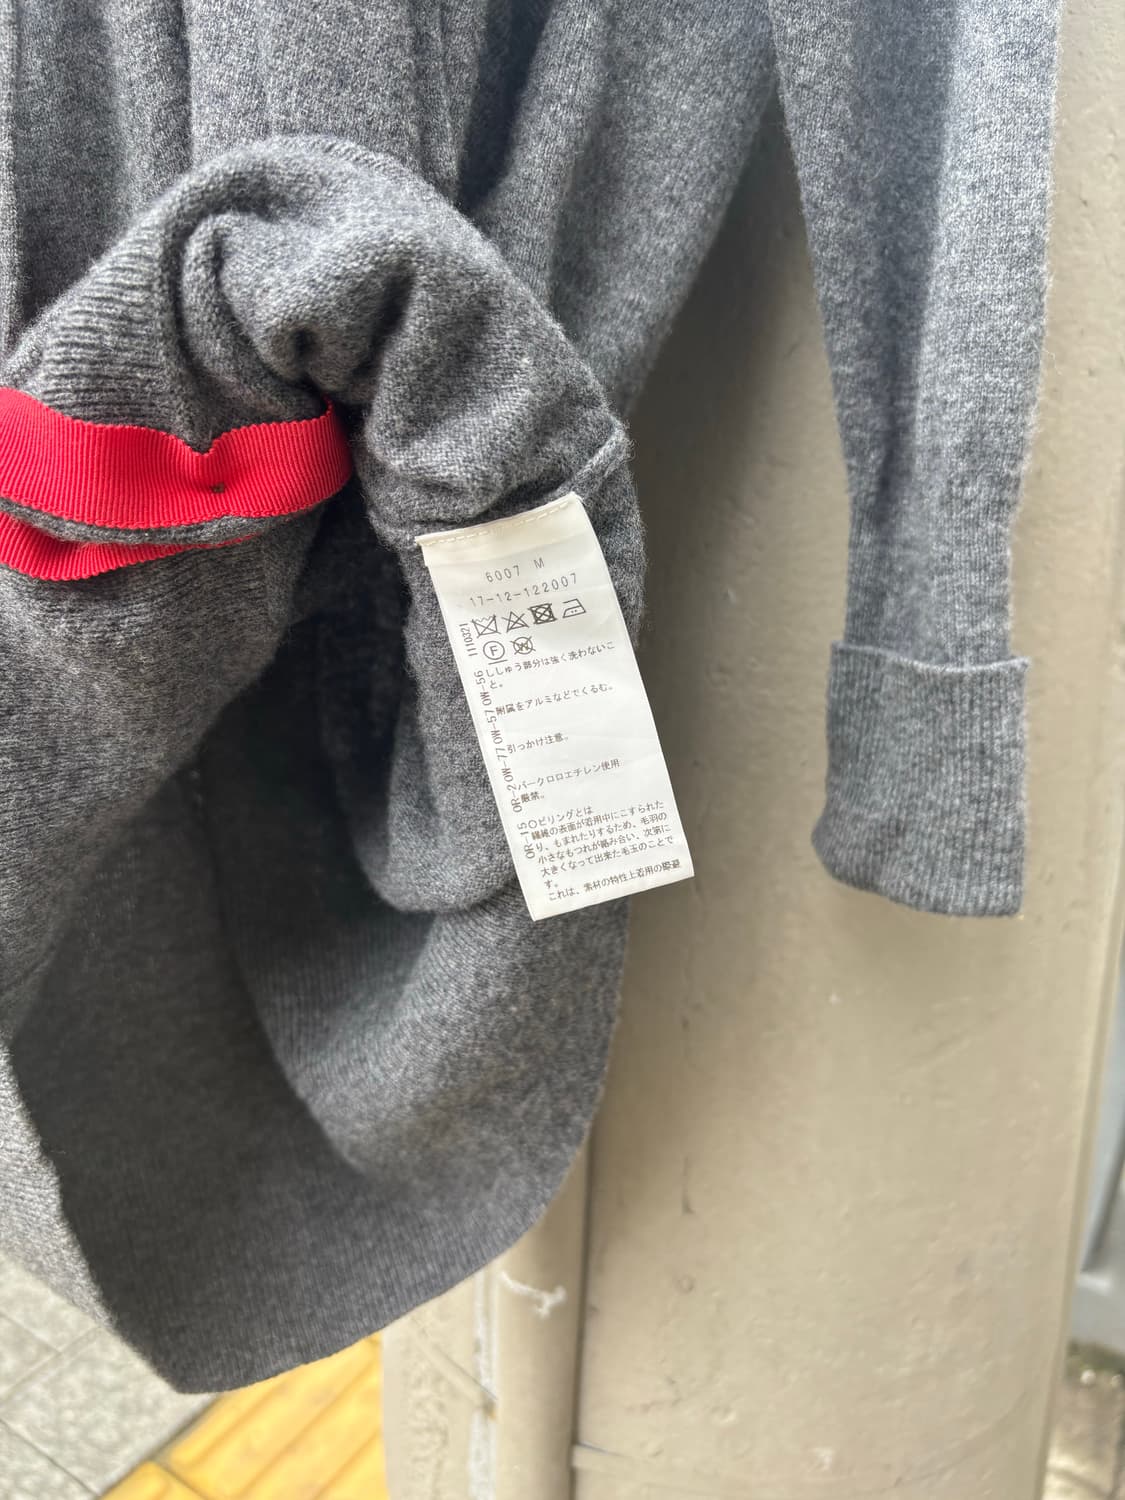 6007 M
17-12-122007
F W
ししゅう部分は強く洗わないこ
と。
附属をアルミなどでくるむ。
引っかけ注意。
パークロロエチレン使用
厳禁。
○ピリングとは
繊維の表面が着用中にこすられた
り、もまれたりするため、毛羽の
小さなもつれが絡み合い、次第に
大きくなって出来た毛玉のことで
す。
これは、素材の特性上着用の際避